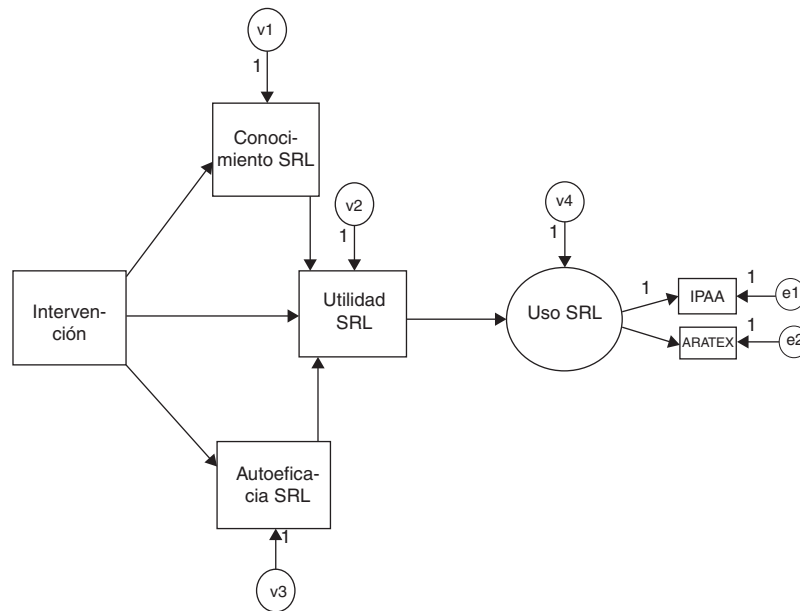 v1
1
Conoci-
miento SRL
v2
1
v4
1
Interven-
ción
Utilidad
SRL
Uso SRL
1
IPAA
1
e1
ARATEX
1
e2
Autoefica-
cia SRL
1
v3